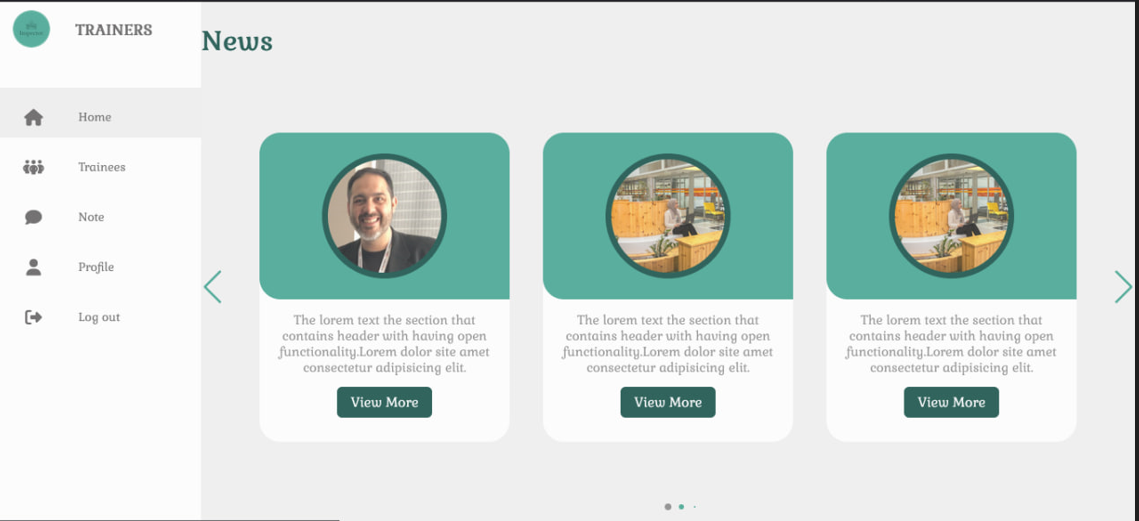 TRAINERS
News
Home
Trainees
Note
Profile
Log out
The lorem text the section that
contains header with having open
functionality.Lorem dolor site amet
consectetur adipisicing elit.
View More
The lorem text the section that
contains header with having open
functionality.Lorem dolor site amet
consectetur adipisicing elit.
View More
The lorem text the section that
contains header with having open
functionality.Lorem dolor site amet
consectetur adipisicing elit.
View More